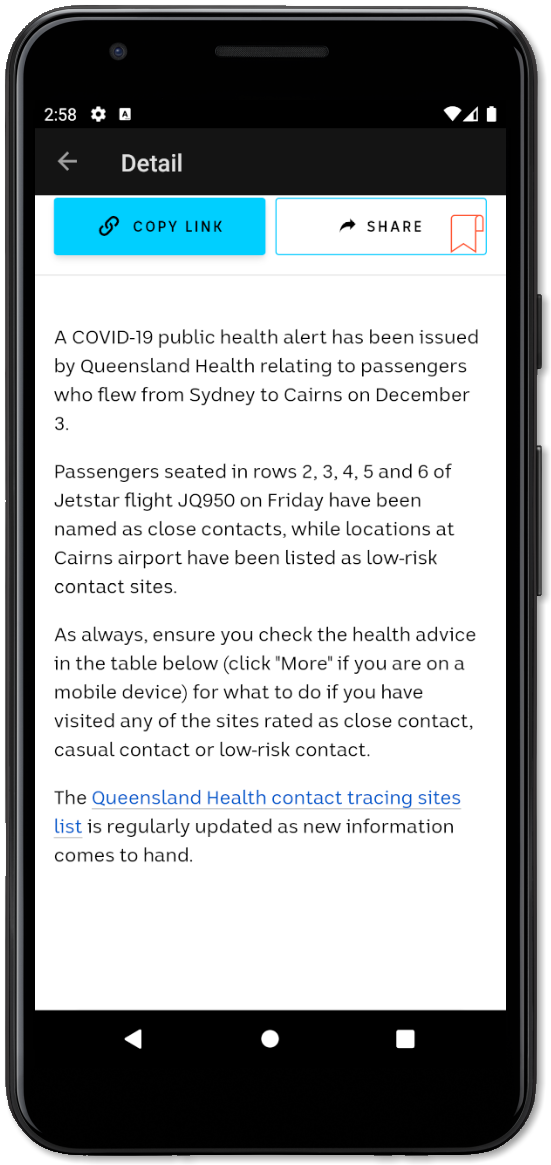 2:58
Detail
COPY LINK
SHARE
A COVID-19 public health alert has been issued
by Queensland Health relating to passengers
who flew from Sydney to Cairns on December
3.
Passengers seated in rows 2, 3, 4, 5 and 6 of
Jetstar flight JQ950 on Friday have been
named as close contacts, while locations at
Cairns airport have been listed as low-risk
contact sites.
As always, ensure you check the health advice
in the table below (click "More" if you are on a
mobile device) for what to do if you have
visited any of the sites rated as close contact,
casual contact or low-risk contact.
The Queensland Health contact tracing sites
list is regularly updated as new information
comes to hand.